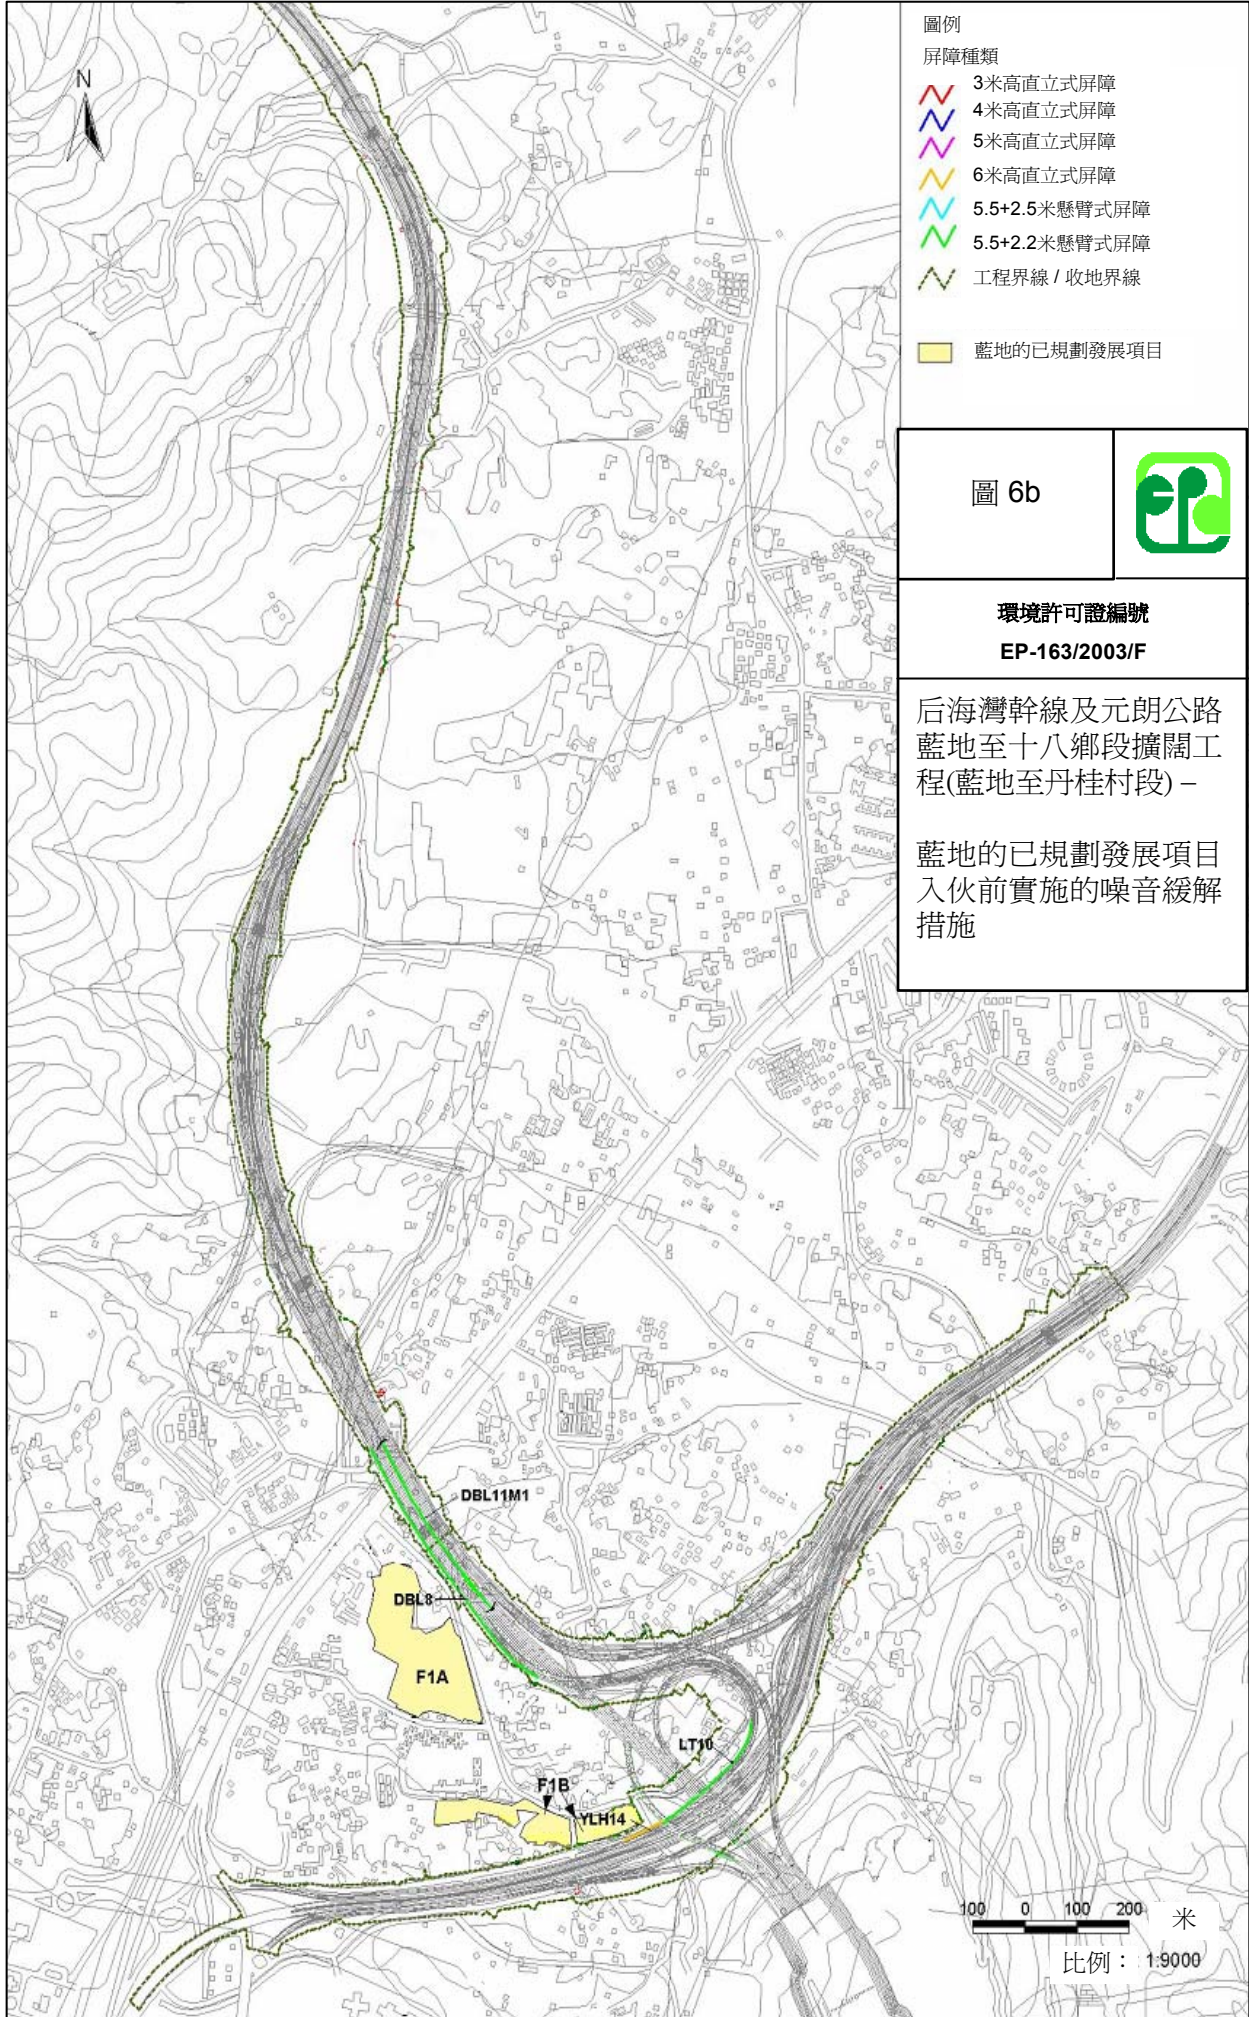 N
圖例
屏障種類
3米高直立式屏障
4米高直立式屏障
5米高直立式屏障
6米高直立式屏障
5.5+2.5米懸臂式屏障
5.5+2.2米懸臂式屏障
工程界線 / 收地界線
藍地的已規劃發展項目
圖 6b
環境許可證編號
EP-163/2003/F
后海灣幹線及元朗公路
藍地至十八鄉段擴闊工
程(藍地至丹桂村段) –
藍地的已規劃發展項目
入伙前實施的噪音緩解
措施
DBL11M1
DBL8
F1A
LT10
F1B
YLH14
100 0 100 200 米
比例： 1:9000